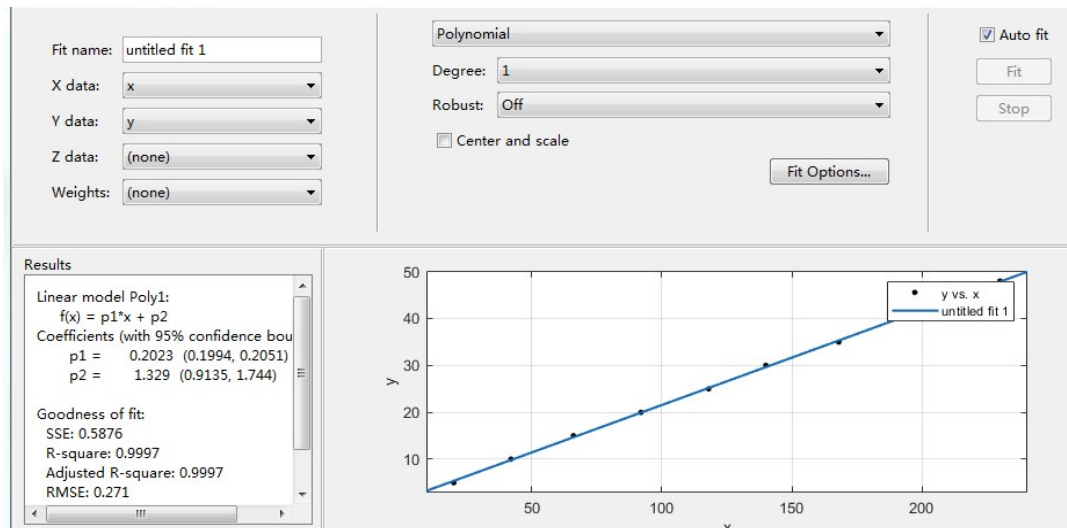 Fit name: untitled fit 1
X data: x
Y data: y
Z data: (none)
Weights: (none)
Polynomial
Degree: 1
Robust: Off
Center and scale
Fit Options...
Auto fit
Fit
Stop
Results
Linear model Poly1:
f(x) = p1*x + p2
Coefficients (with 95% confidence bou
p1 = 0.2023 (0.1994, 0.2051)
p2 = 1.329 (0.9135, 1.744)
Goodness of fit:
SSE: 0.5876
R-square: 0.9997
Adjusted R-square: 0.9997
RMSE: 0.271
50
40
30
20
10
y
y vs. x
untitled fit 1
50 100 150 200
x